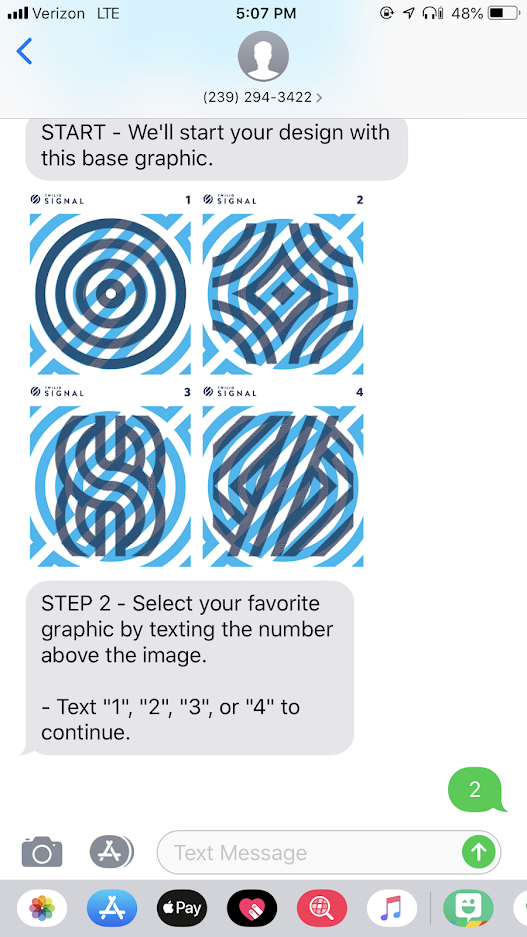 Verizon LTE 5:07 PM 48%
(239) 294-3422 >
START - We'll start your design with
this base graphic.
TWILIO
SIGNAL 1
TWILIO
SIGNAL 2
TWILIO
SIGNAL 3
TWILIO
SIGNAL 4
STEP 2 - Select your favorite
graphic by texting the number
above the image.
- Text "1", "2", "3", or "4" to
continue.
2
Text Message
Pay